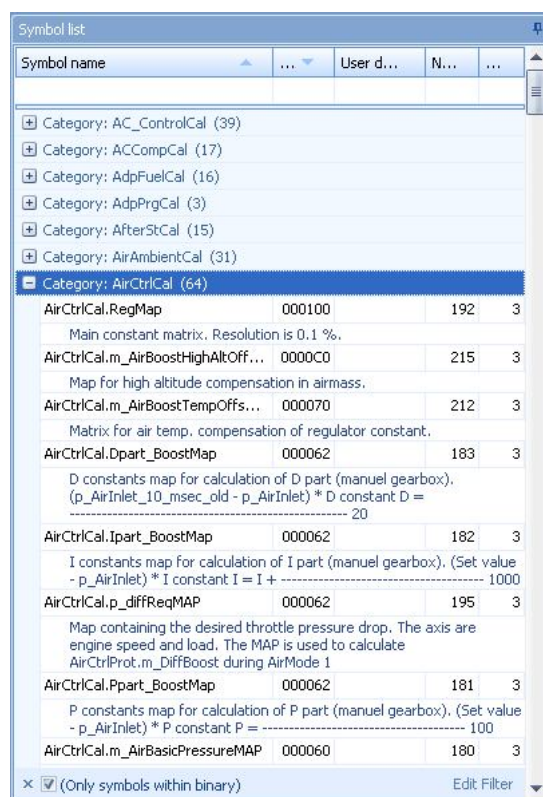 Symbol list
Symbol name ... User d... N... ...
Category: AC_ControlCal (39)
Category: ACCompCal (17)
Category: AdpFuelCal (16)
Category: AdpPrgCal (3)
Category: AfterStCal (15)
Category: AirAmbientCal (31)
Category: AirCtrlCal (64)
AirCtrlCal.RegMap 000100 192 3
Main constant matrix. Resolution is 0.1 %.
AirCtrlCal.m_AirBoostHighAltOff... 0000C0 215 3
Map for high altitude compensation in airmass.
AirCtrlCal.m_AirBoostTempOffs... 000070 212 3
Matrix for air temp. compensation of regulator constant.
AirCtrlCal.Dpart_BoostMap 000062 183 3
D constants map for calculation of D part (manuel gearbox).
(p_AirInlet_10_msec_old - p_AirInlet) * D constant D =
-------------------------------------------------- 20
AirCtrlCal.Ipart_BoostMap 000062 182 3
I constants map for calculation of I part (manuel gearbox). (Set value
- p_AirInlet) * I constant I = I + ------------------------------------- 1000
AirCtrlCal.p_diffReqMAP 000062 195 3
Map containing the desired throttle pressure drop. The axis are
engine speed and load. The MAP is used to calculate
AirCtrlProt.m_DiffBoost during AirMode 1
AirCtrlCal.Ppart_BoostMap 000062 181 3
P constants map for calculation of P part (manuel gearbox). (Set value
- p_AirInlet) * P constant P = ------------------------------------- 100
AirCtrlCal.m_AirBasicPressureMAP 000060 180 3
(Only symbols within binary) Edit Filter